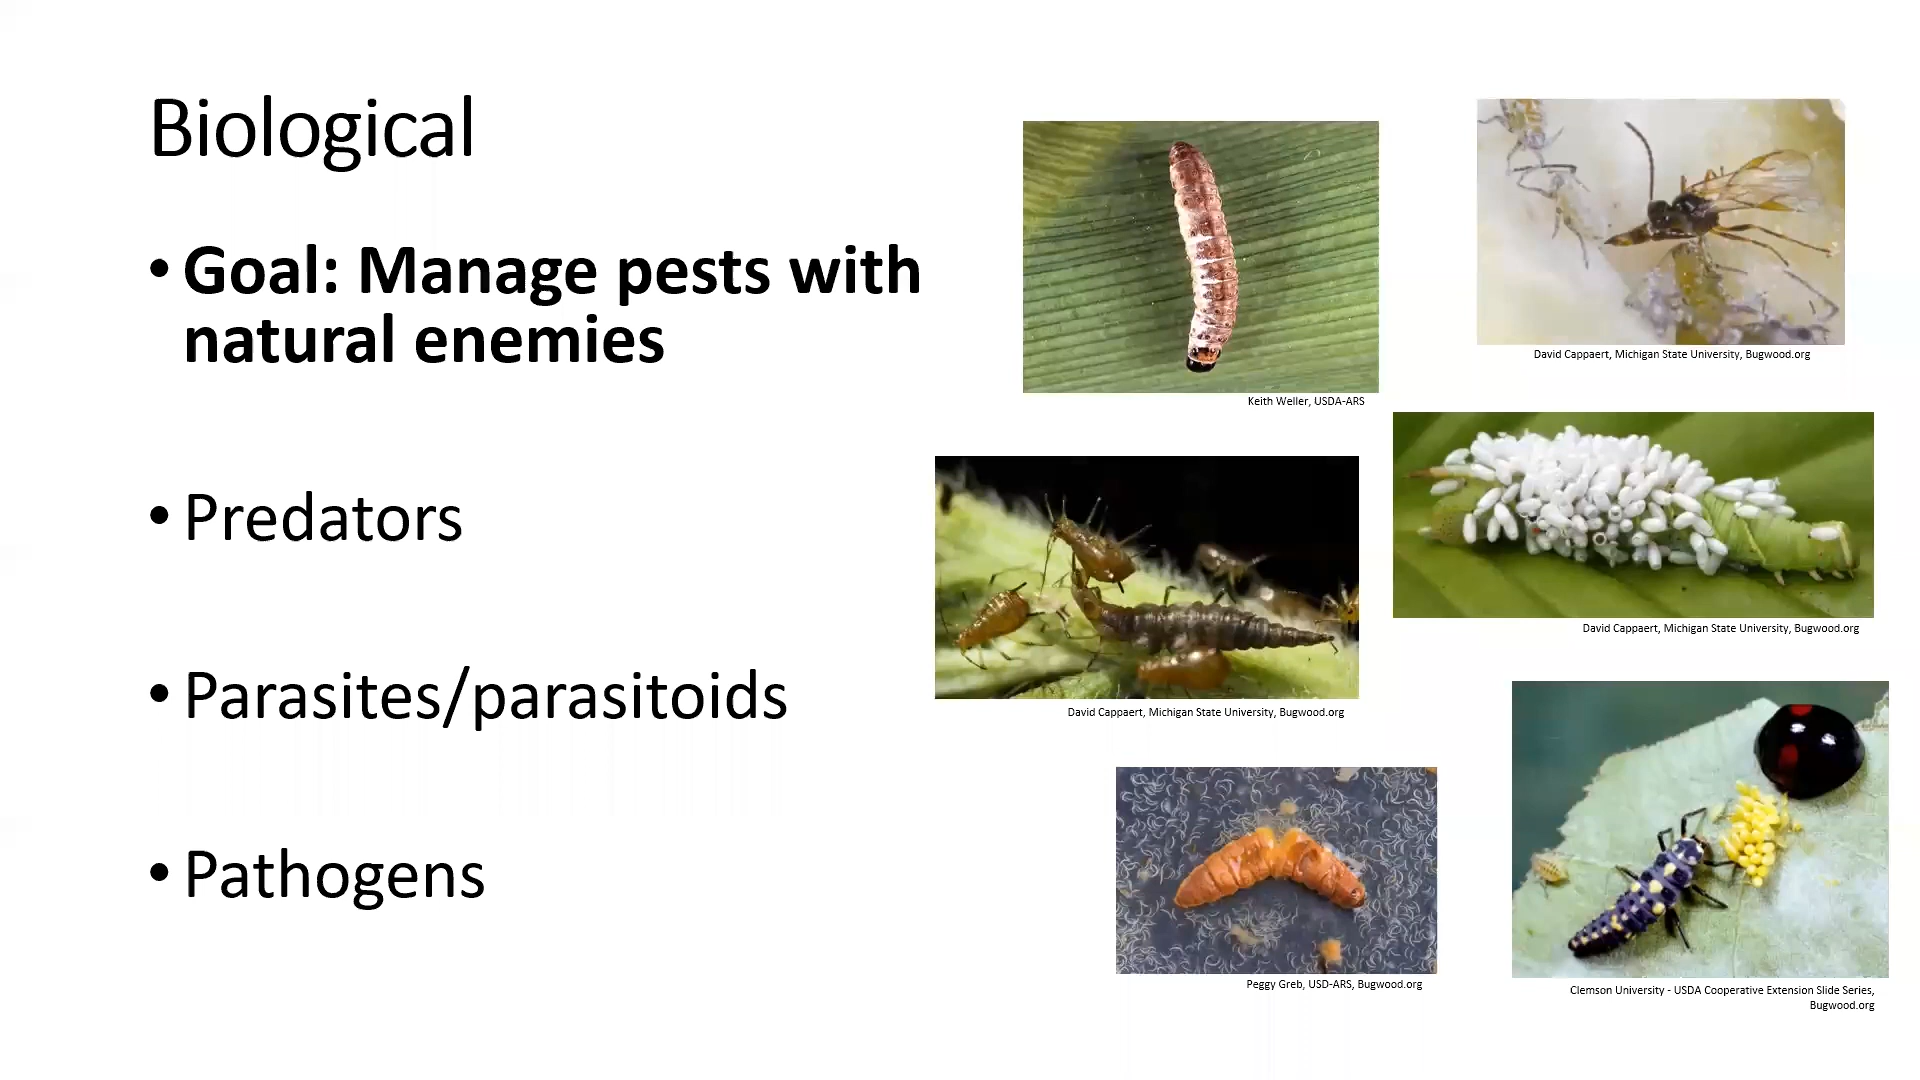 Biological
• Goal: Manage pests with
natural enemies
• Predators
• Parasites/parasitoids
• Pathogens
Keith Weller, USDA-ARS
David Cappaert, Michigan State University, Bugwood.org
David Cappaert, Michigan State University, Bugwood.org
David Cappaert, Michigan State University, Bugwood.org
Peggy Greb, USD-ARS, Bugwood.org
Clemson University - USDA Cooperative Extension Slide Series,
Bugwood.org